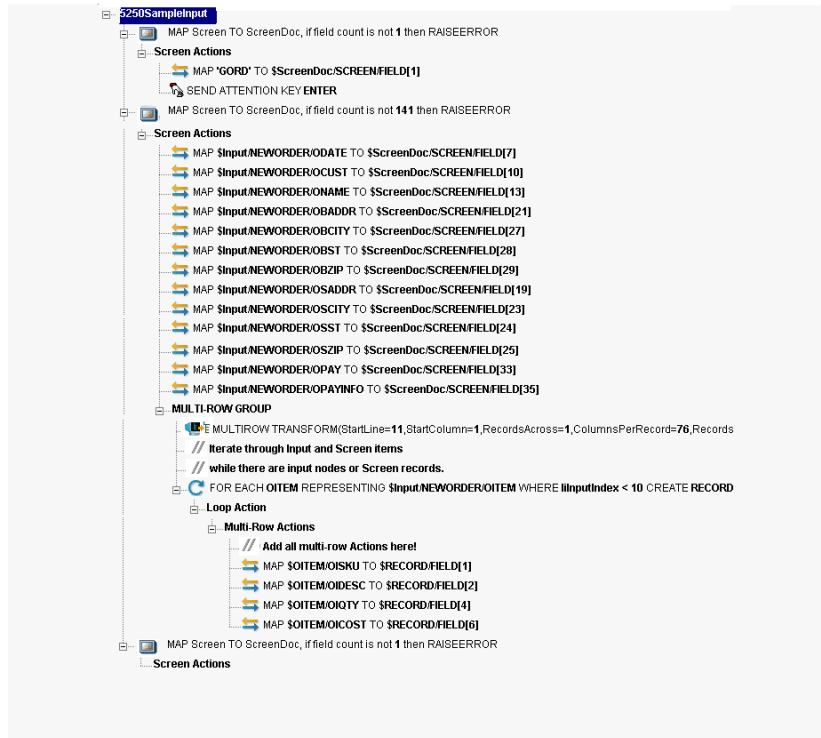 5250SampleInput
MAP Screen TO ScreenDoc, if field count is not 1 then RAISEERROR
Screen Actions
MAP 'GORD' TO $ScreenDoc/SCREEN/FIELD[1]
SEND ATTENTION KEY ENTER
MAP Screen TO ScreenDoc, if field count is not 141 then RAISEERROR
Screen Actions
MAP $Input/NEWORDER/ODATE TO $ScreenDoc/SCREEN/FIELD[7]
MAP $Input/NEWORDER/OCUST TO $ScreenDoc/SCREEN/FIELD[10]
MAP $Input/NEWORDER/ONAME TO $ScreenDoc/SCREEN/FIELD[13]
MAP $Input/NEWORDER/OBADDR TO $ScreenDoc/SCREEN/FIELD[21]
MAP $Input/NEWORDER/OBCITY TO $ScreenDoc/SCREEN/FIELD[27]
MAP $Input/NEWORDER/OBST TO $ScreenDoc/SCREEN/FIELD[28]
MAP $Input/NEWORDER/OBZIP TO $ScreenDoc/SCREEN/FIELD[29]
MAP $Input/NEWORDER/OSADDR TO $ScreenDoc/SCREEN/FIELD[19]
MAP $Input/NEWORDER/OSCITY TO $ScreenDoc/SCREEN/FIELD[23]
MAP $Input/NEWORDER/OSST TO $ScreenDoc/SCREEN/FIELD[24]
MAP $Input/NEWORDER/OSZIP TO $ScreenDoc/SCREEN/FIELD[25]
MAP $Input/NEWORDER/OPAY TO $ScreenDoc/SCREEN/FIELD[33]
MAP $Input/NEWORDER/OPAYINFO TO $ScreenDoc/SCREEN/FIELD[35]
MULTI-ROW GROUP
E MULTIROW TRANSFORM(StartLine=11,StartColumn=1,RecordsAcross=1,ColumnsPerRecord=76,Records
// Iterate through Input and Screen items
// while there are input nodes or Screen records.
FOR EACH OITEM REPRESENTING $Input/NEWORDER/OITEM WHERE liInputIndex < 10 CREATE RECORD
Loop Action
Multi-Row Actions
// Add all multi-row Actions here!
MAP $OITEM/OISKU TO $RECORD/FIELD[1]
MAP $OITEM/OIDESC TO $RECORD/FIELD[2]
MAP $OITEM/OIQTY TO $RECORD/FIELD[4]
MAP $OITEM/OICOST TO $RECORD/FIELD[6]
MAP Screen TO ScreenDoc, if field count is not 1 then RAISEERROR
Screen Actions